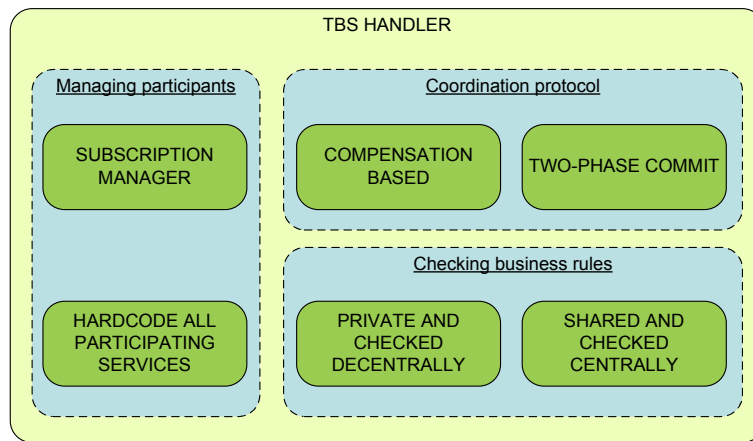 TBS HANDLER
Managing participants
SUBSCRIPTION
MANAGER
HARDCODE ALL
PARTICIPATING
SERVICES
Coordination protocol
COMPENSATION
BASED
TWO-PHASE COMMIT
Checking business rules
PRIVATE AND
CHECKED
DECENTRALLY
SHARED AND
CHECKED
CENTRALLY